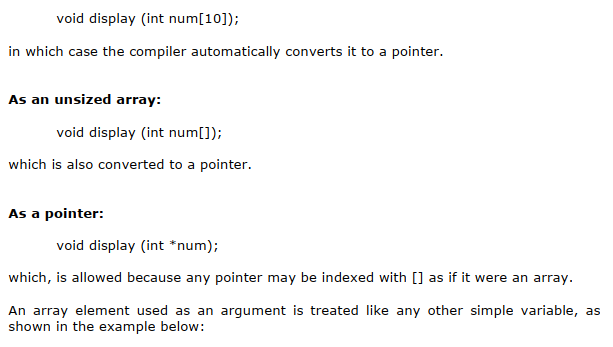 void display (int num[10]);
in which case the compiler automatically converts it to a pointer.
As an unsized array:
void display (int num[]);
which is also converted to a pointer.
As a pointer:
void display (int *num);
which, is allowed because any pointer may be indexed with [] as if it were an array.
An array element used as an argument is treated like any other simple variable, as
shown in the example below: